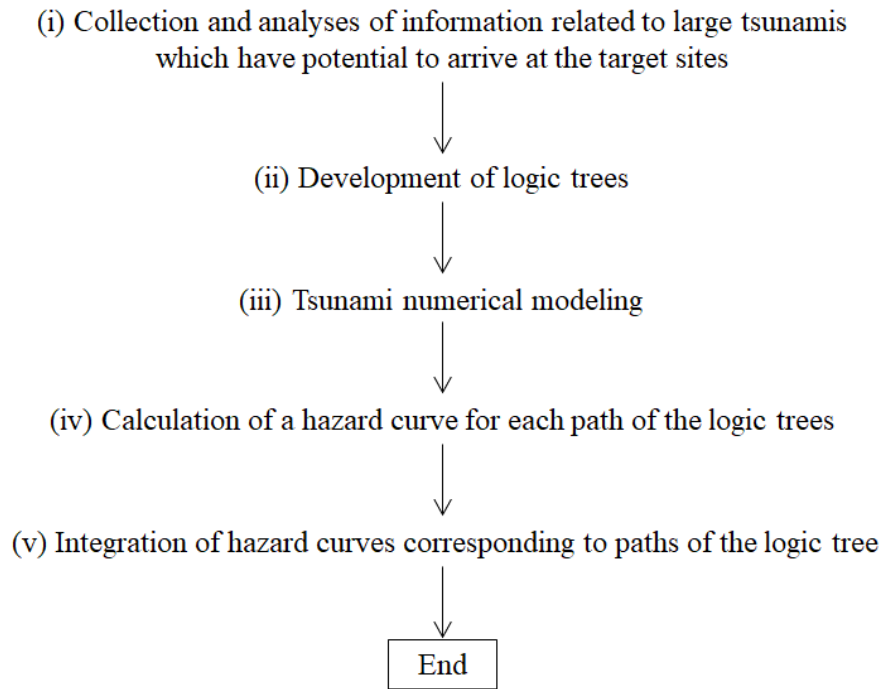 (i) Collection and analyses of information related to large tsunamis
which have potential to arrive at the target sites
(ii) Development of logic trees
(iii) Tsunami numerical modeling
(iv) Calculation of a hazard curve for each path of the logic trees
(v) Integration of hazard curves corresponding to paths of the logic tree
End